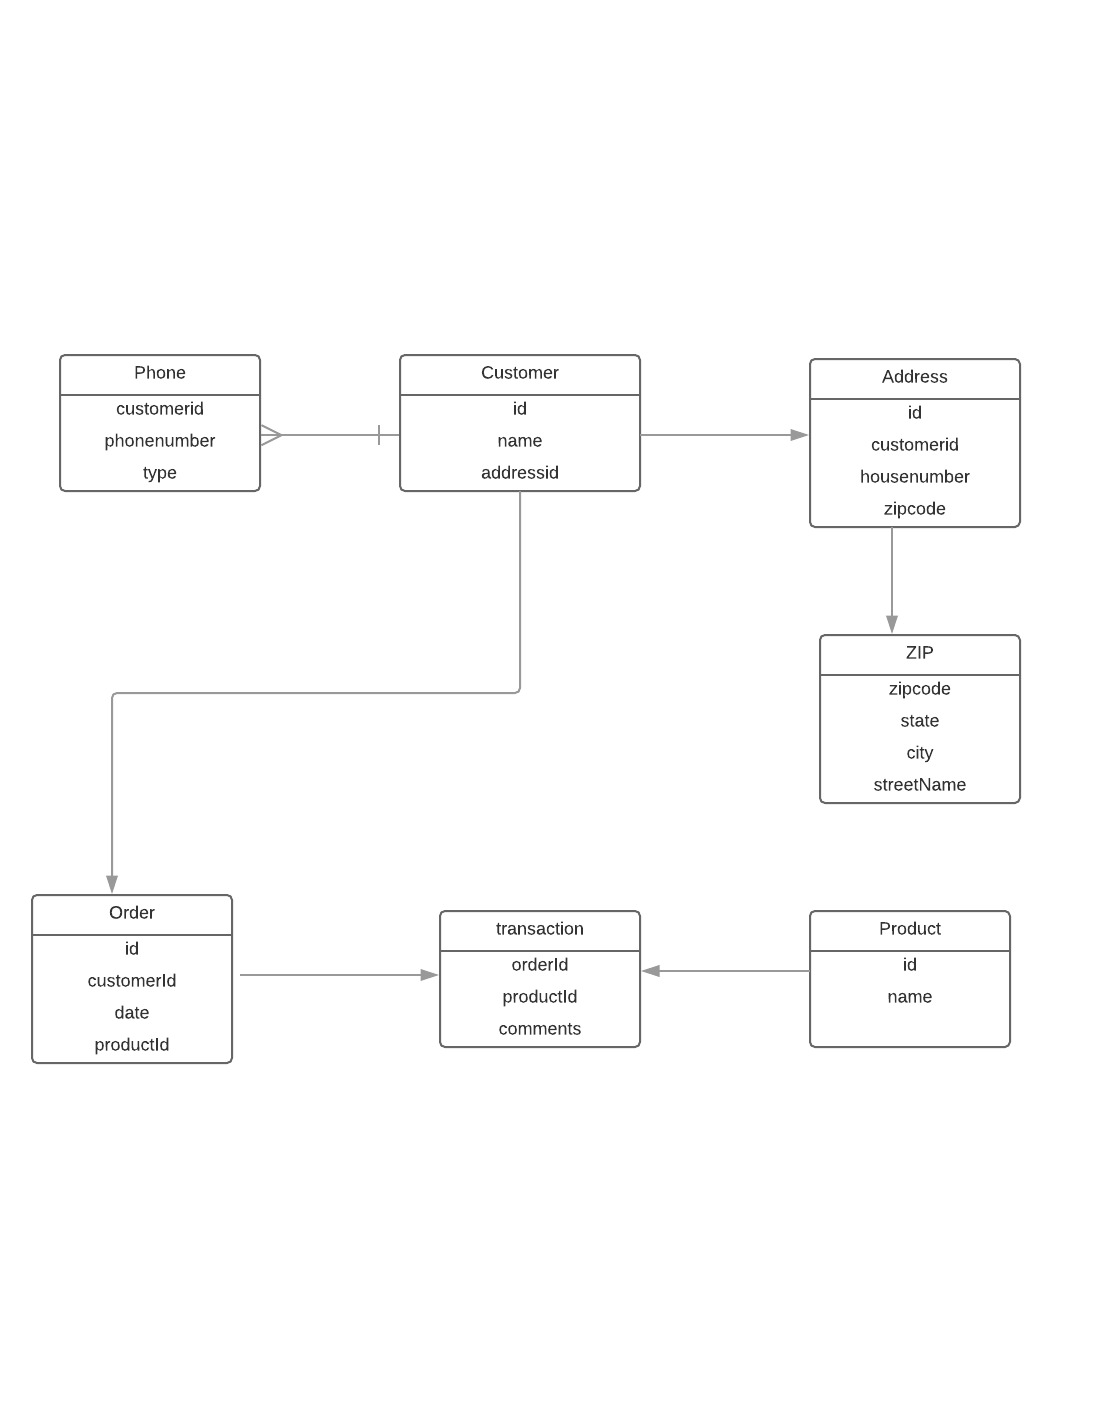 Phone
customerid
phonenumber
type
Customer
id
name
addressid
Address
id
customerid
housenumber
zipcode
ZIP
zipcode
state
city
streetName
Order
id
customerId
date
productId
transaction
orderId
productId
comments
Product
id
name